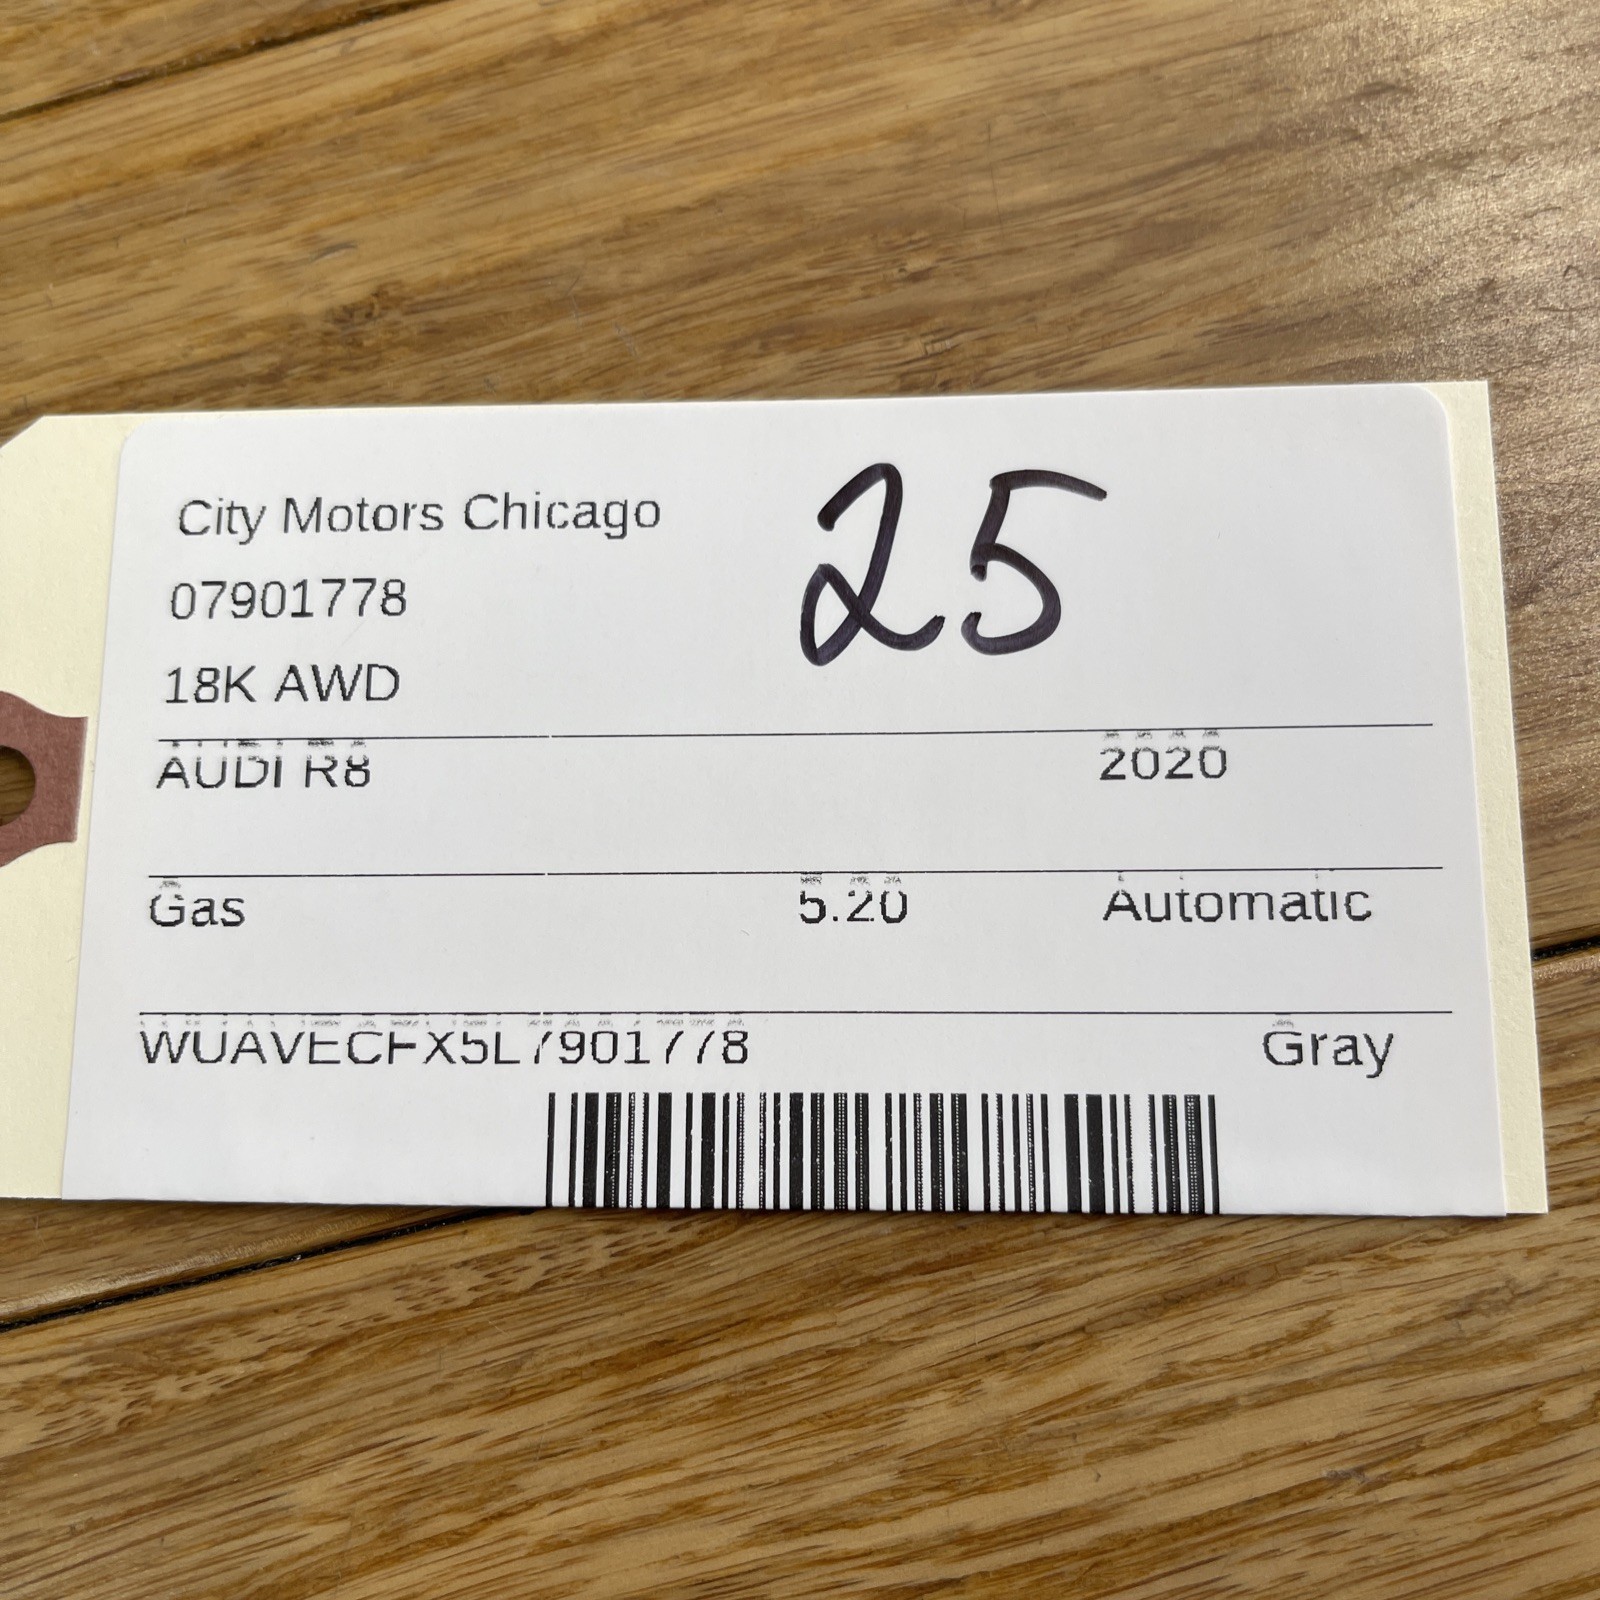 City Motors Chicago
25
07901778
18K AWD
AUDI R8 2020
Gas 5.20 Automatic
WUAVECFX5L7901778 Gray